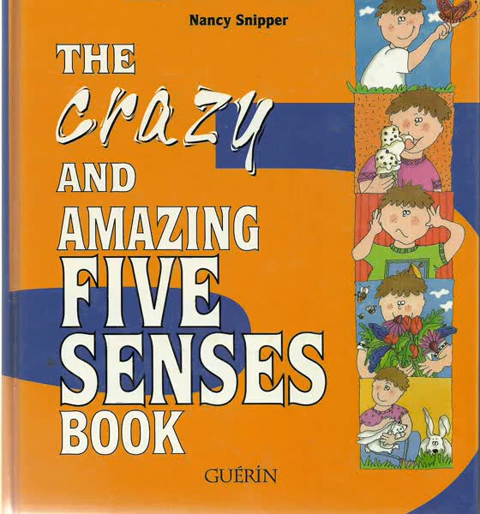 Nancy Snipper
THE
crazy
AND
AMAZING
FIVE
SENSES
BOOK
GUÉRIN